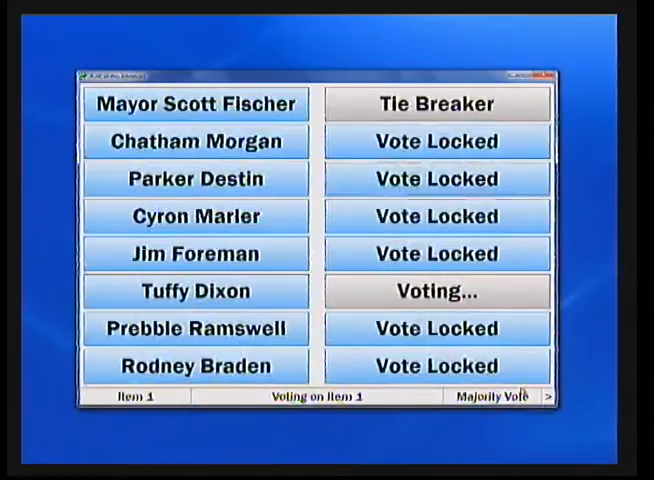 Mayor Scott Fischer Tie Breaker
Chatham Morgan Vote Locked
Parker Destin Vote Locked
Cyron Marler Vote Locked
Jim Foreman Vote Locked
Tuffy Dixon Voting...
Prebble Ramswell Vote Locked
Rodney Braden Vote Locked
Item 1 Voting on Item 1 Majority Vote >